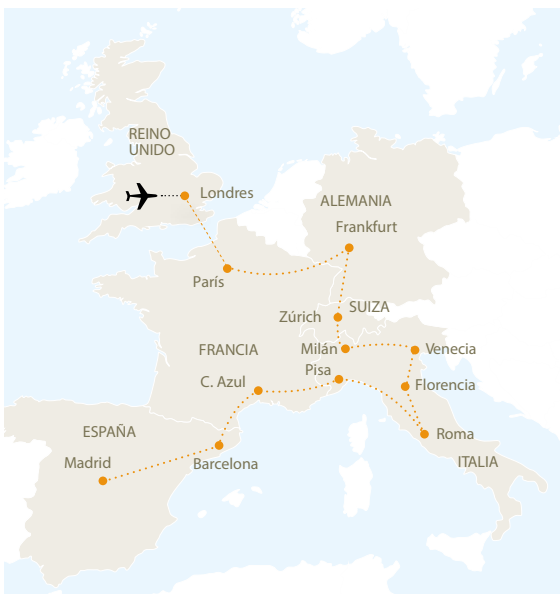 REINO
UNIDO
Londres
ALEMANIA
Frankfurt
París
Zúrich
SUIZA
FRANCIA
Milán
Venecia
Pisa
C. Azul
Florencia
ESPAÑA
Roma
Madrid
Barcelona
ITALIA